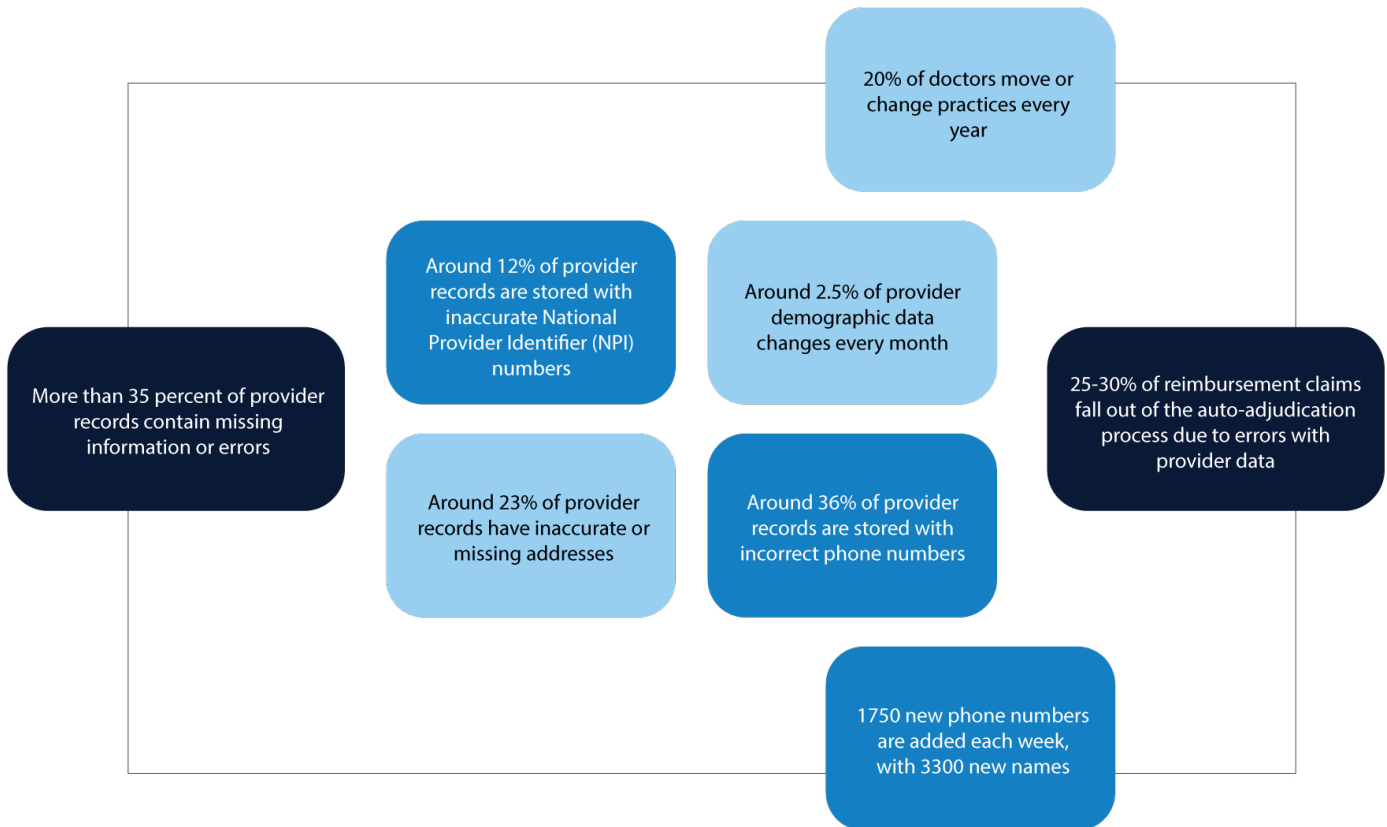 20% of doctors move or
change practices every
year
Around 12% of provider
records are stored with
inaccurate National
Provider Identifier (NPI)
numbers
Around 2.5% of provider
demographic data
changes every month
More than 35 percent of provider
records contain missing
information or errors
25-30% of reimbursement claims
fall out of the auto-adjudication
process due to errors with
provider data
Around 23% of provider
records have inaccurate or
missing addresses
Around 36% of provider
records are stored with
incorrect phone numbers
1750 new phone numbers
are added each week,
with 3300 new names